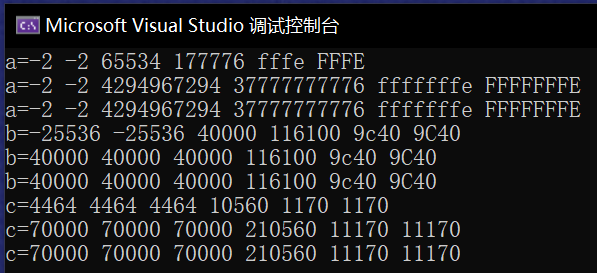 Microsoft Visual Studio 调试控制台
a=-2 -2 65534 177776 fffe FFFE
a=-2 -2 4294967294 37777777776 fffffffe FFFFFFFE
a=-2 -2 4294967294 37777777776 fffffffe FFFFFFFE
b=-25536 -25536 40000 116100 9c40 9C40
b=40000 40000 40000 116100 9c40 9C40
b=40000 40000 40000 116100 9c40 9C40
c=4464 4464 4464 10560 1170 1170
c=70000 70000 70000 210560 11170 11170
c=70000 70000 70000 210560 11170 11170